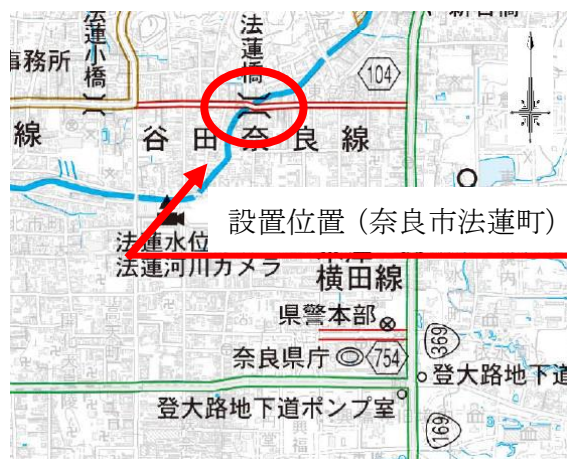 法蓮小橋
法蓮橋
事務所
104
線
谷田奈良線
設置位置（奈良市法蓮町）
法蓮水位
法蓮河川カメラ
横田線
県警本部
369
奈良県庁
754
登大路地下道
登大路地下道ポンプ室
169